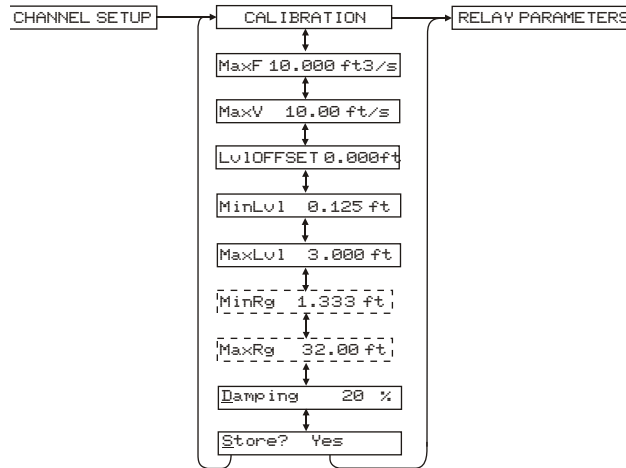 CHANNEL SETUP
CALIBRATION
RELAY PARAMETERS
MaxF 10.000 ft3/s
MaxV 10.00 ft/s
LvlOFFSET 0.000ft
MinLvl 0.125 ft
MaxLvl 3.000 ft
MinRg 1.333 ft
MaxRg 32.00 ft
Damping 20 %
Store? Yes